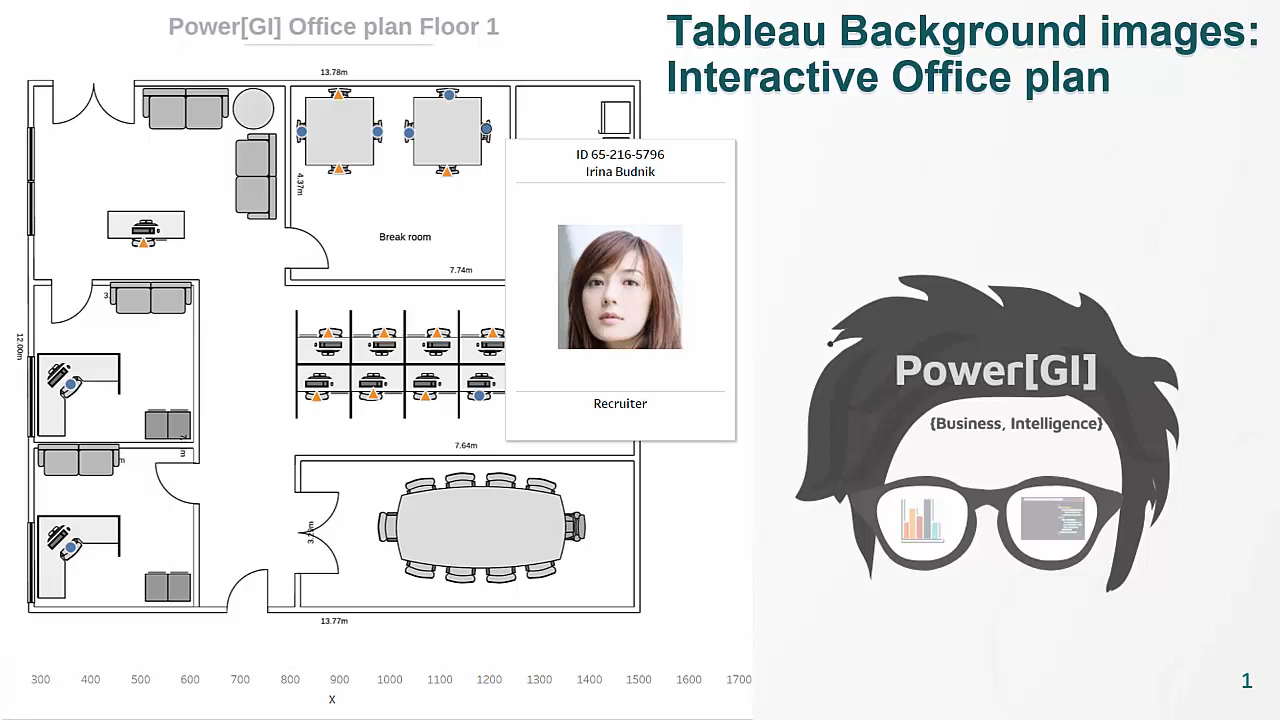 Power[GI] Office plan Floor 1
Tableau Background images:
Interactive Office plan
13.78m
4.37m
Break room
7.74m
ID 65-216-5796
Irina Budnik
Recruiter
3.
12.00m
7.64m
m
13.77m
300 400 500 600 700 800 900 1000 1100 1200 1300 1400 1500 1600 1700
X
Power[GI]
{Business, Intelligence}
1